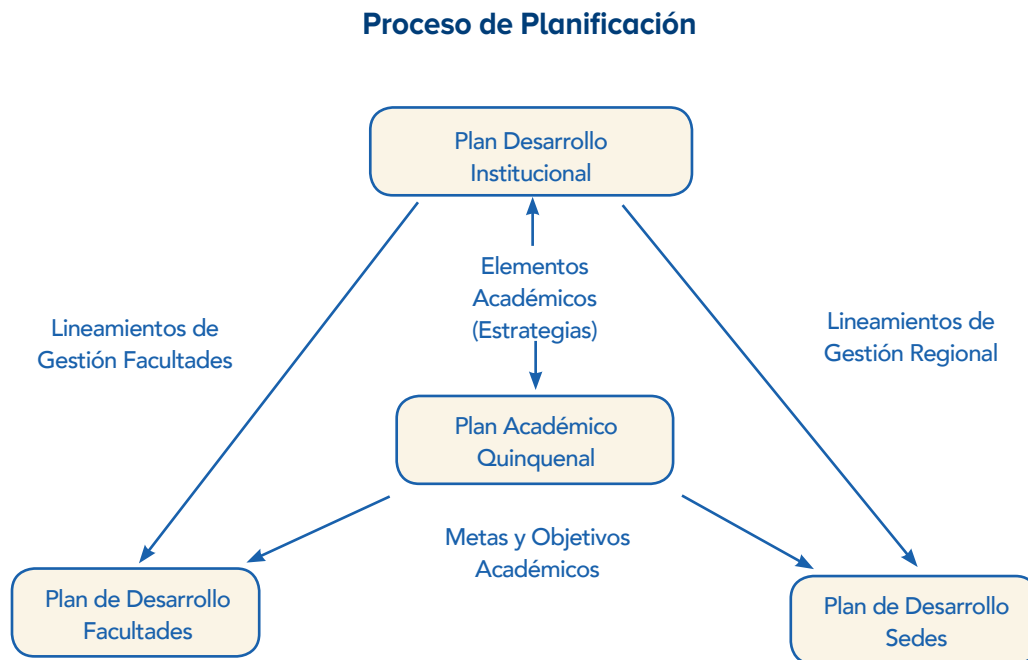 Proceso de Planificación
Plan Desarrollo
Institucional
Elementos
Académicos
(Estrategias)
Lineamientos de
Gestión Facultades
Lineamientos de
Gestión Regional
Plan Académico
Quinquenal
Metas y Objetivos
Académicos
Plan de Desarrollo
Facultades
Plan de Desarrollo
Sedes